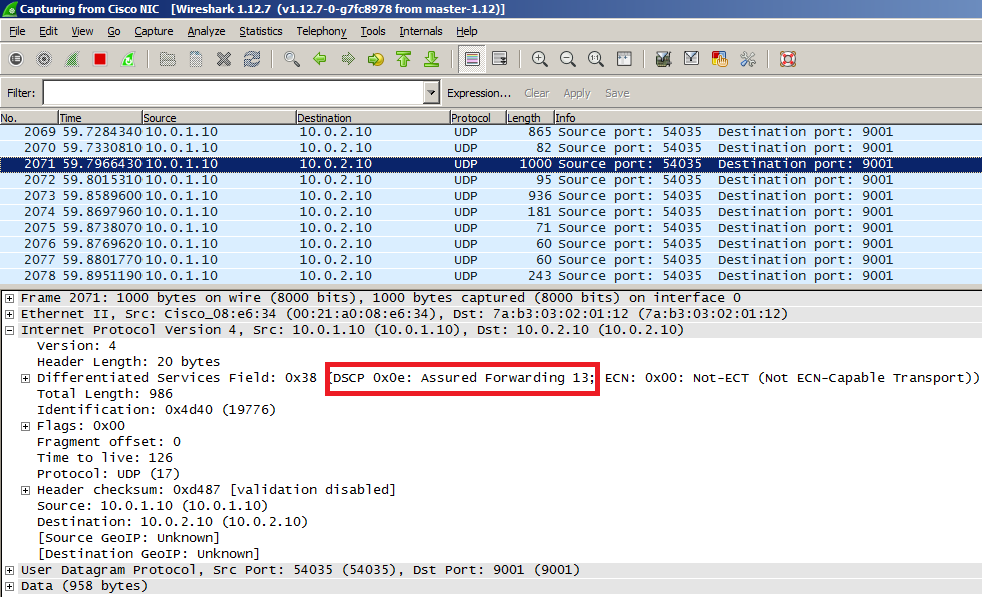 Capturing from Cisco NIC [Wireshark 1.12.7 (v1.12.7-0-g7fc8978 from master-1.12)]
File Edit View Go Capture Analyze Statistics Telephony Tools Internals Help
Filter: Expression... Clear Apply Save
No. Time Source Destination Protocol Length Info
2069 59.7284340 10.0.1.10 10.0.2.10 UDP 865 Source port: 54035 Destination port: 9001
2070 59.7330810 10.0.1.10 10.0.2.10 UDP 82 Source port: 54035 Destination port: 9001
2071 59.7966430 10.0.1.10 10.0.2.10 UDP 1000 Source port: 54035 Destination port: 9001
2072 59.8015310 10.0.1.10 10.0.2.10 UDP 95 Source port: 54035 Destination port: 9001
2073 59.8589600 10.0.1.10 10.0.2.10 UDP 936 Source port: 54035 Destination port: 9001
2074 59.8697960 10.0.1.10 10.0.2.10 UDP 181 Source port: 54035 Destination port: 9001
2075 59.8738070 10.0.1.10 10.0.2.10 UDP 71 Source port: 54035 Destination port: 9001
2076 59.8769620 10.0.1.10 10.0.2.10 UDP 60 Source port: 54035 Destination port: 9001
2077 59.8801770 10.0.1.10 10.0.2.10 UDP 60 Source port: 54035 Destination port: 9001
2078 59.8951190 10.0.1.10 10.0.2.10 UDP 243 Source port: 54035 Destination port: 9001
Frame 2071: 1000 bytes on wire (8000 bits), 1000 bytes captured (8000 bits) on interface 0
Ethernet II, Src: Cisco_08:e6:34 (00:21:a0:08:e6:34), Dst: 7a:b3:03:02:01:12 (7a:b3:03:02:01:12)
Internet Protocol Version 4, Src: 10.0.1.10 (10.0.1.10), Dst: 10.0.2.10 (10.0.2.10)
Version: 4
Header Length: 20 bytes
Differentiated Services Field: 0x38 (DSCP 0x0e: Assured Forwarding 13; ECN: 0x00: Not-ECT (Not ECN-Capable Transport))
Total Length: 986
Identification: 0x4d40 (19776)
Flags: 0x00
Fragment offset: 0
Time to live: 126
Protocol: UDP (17)
Header checksum: 0xd487 [validation disabled]
Source: 10.0.1.10 (10.0.1.10)
Destination: 10.0.2.10 (10.0.2.10)
[Source GeoIP: Unknown]
[Destination GeoIP: Unknown]
User Datagram Protocol, Src Port: 54035 (54035), Dst Port: 9001 (9001)
Data (958 bytes)